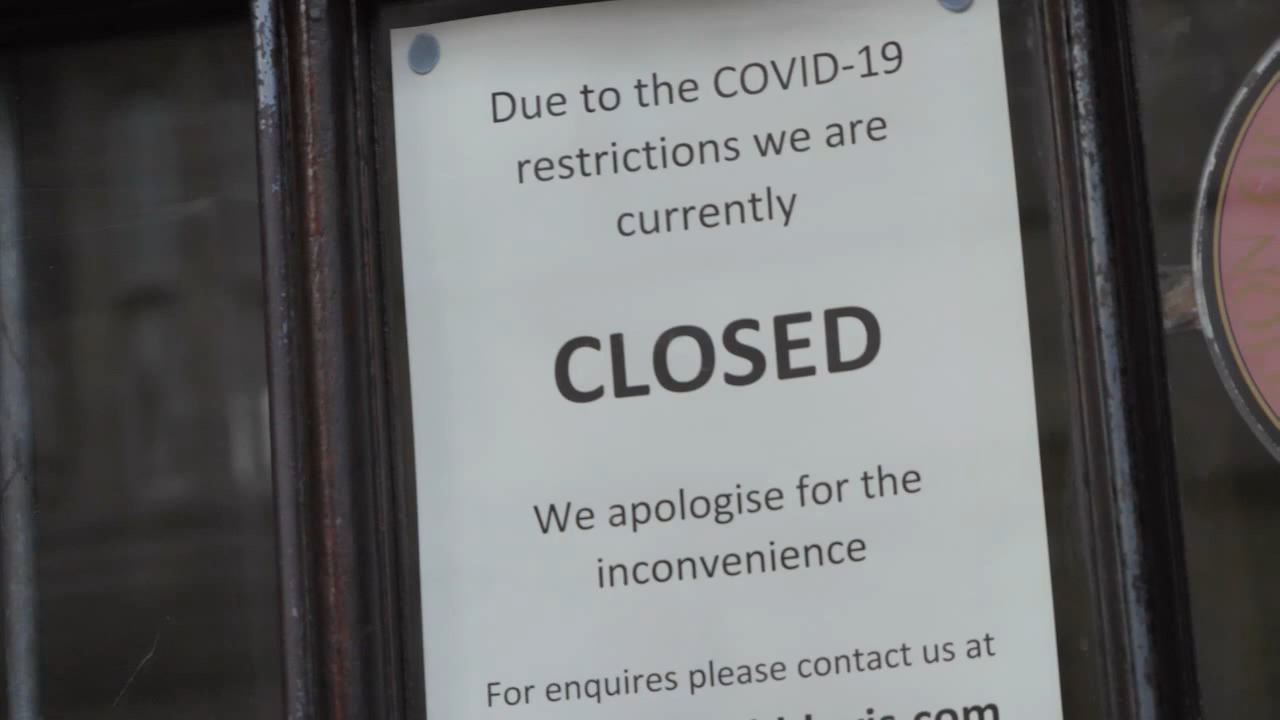 Due to the COVID-19
restrictions we are
currently
CLOSED
We apologise for the
inconvenience
For enquires please contact us at